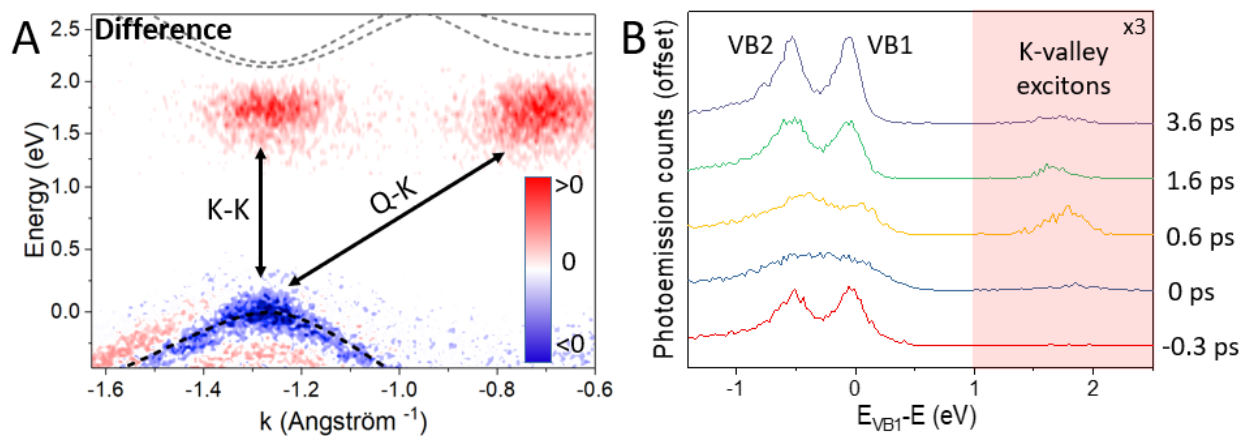 A
Difference
2.5
2.0
1.5
1.0
0.5
0.0
Energy (eV)
K-K
Q-K
>0
0
<0
-1.6
-1.4
-1.2
-1.0
-0.8
-0.6
k (Angström ⁻¹)
B
Photoemission counts (offset)
VB2
VB1
x3
K-valley
excitons
3.6 ps
1.6 ps
0.6 ps
0 ps
-0.3 ps
-1
0
1
2
E_VB1-E (eV)